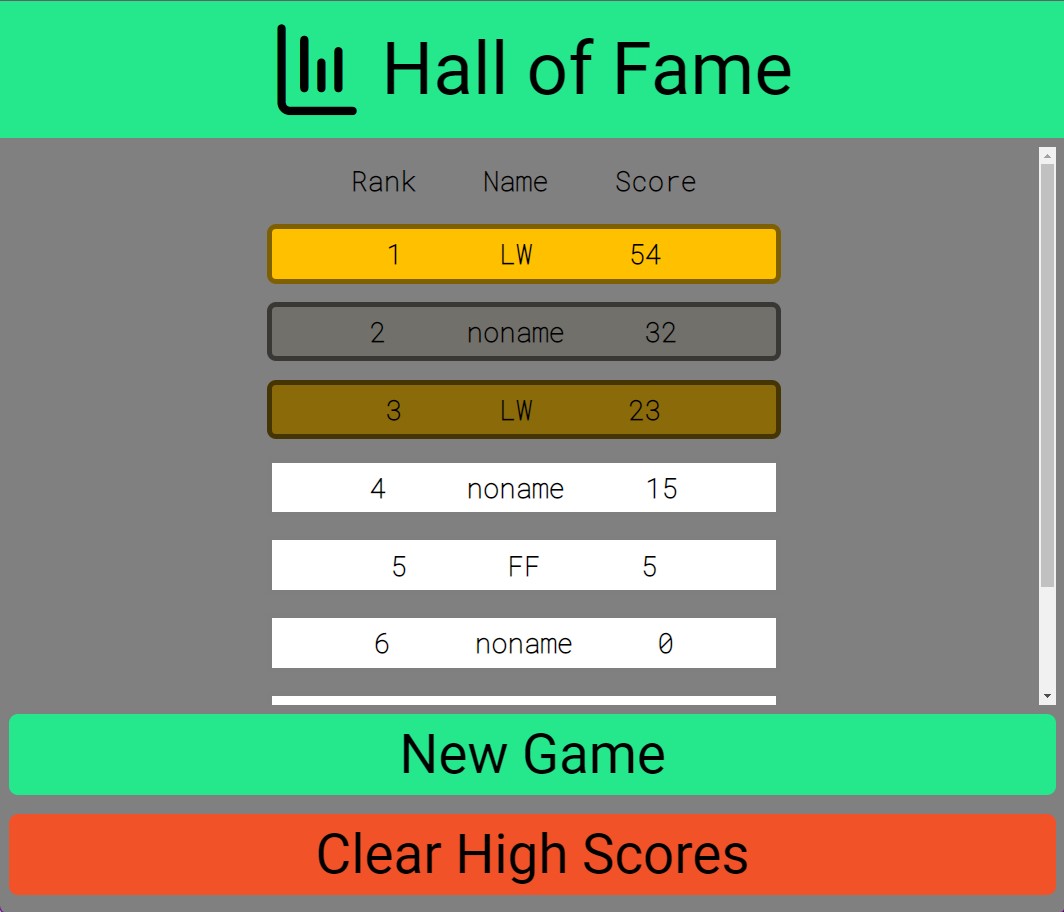 Hall of Fame
Rank Name Score
1 LW 54
2 noname 32
3 LW 23
4 noname 15
5 FF 5
6 noname 0
New Game
Clear High Scores